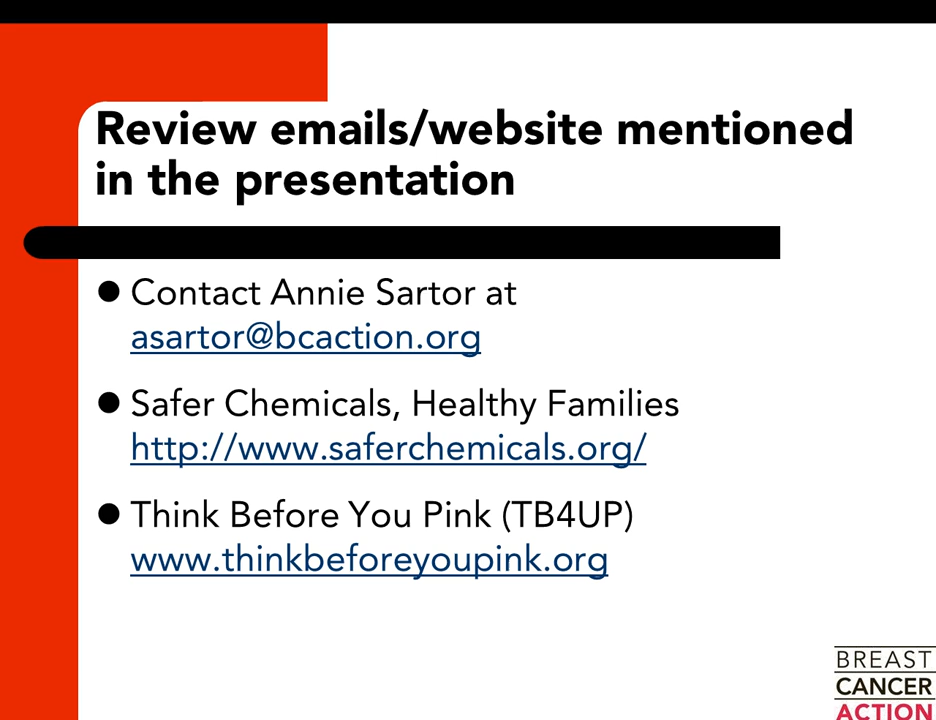 Review emails/website mentioned
in the presentation
● Contact Annie Sartor at
asartor@bcaction.org
● Safer Chemicals, Healthy Families
http://www.saferchemicals.org/
● Think Before You Pink (TB4UP)
www.thinkbeforeyoupink.org
BREAST
CANCER
ACTION